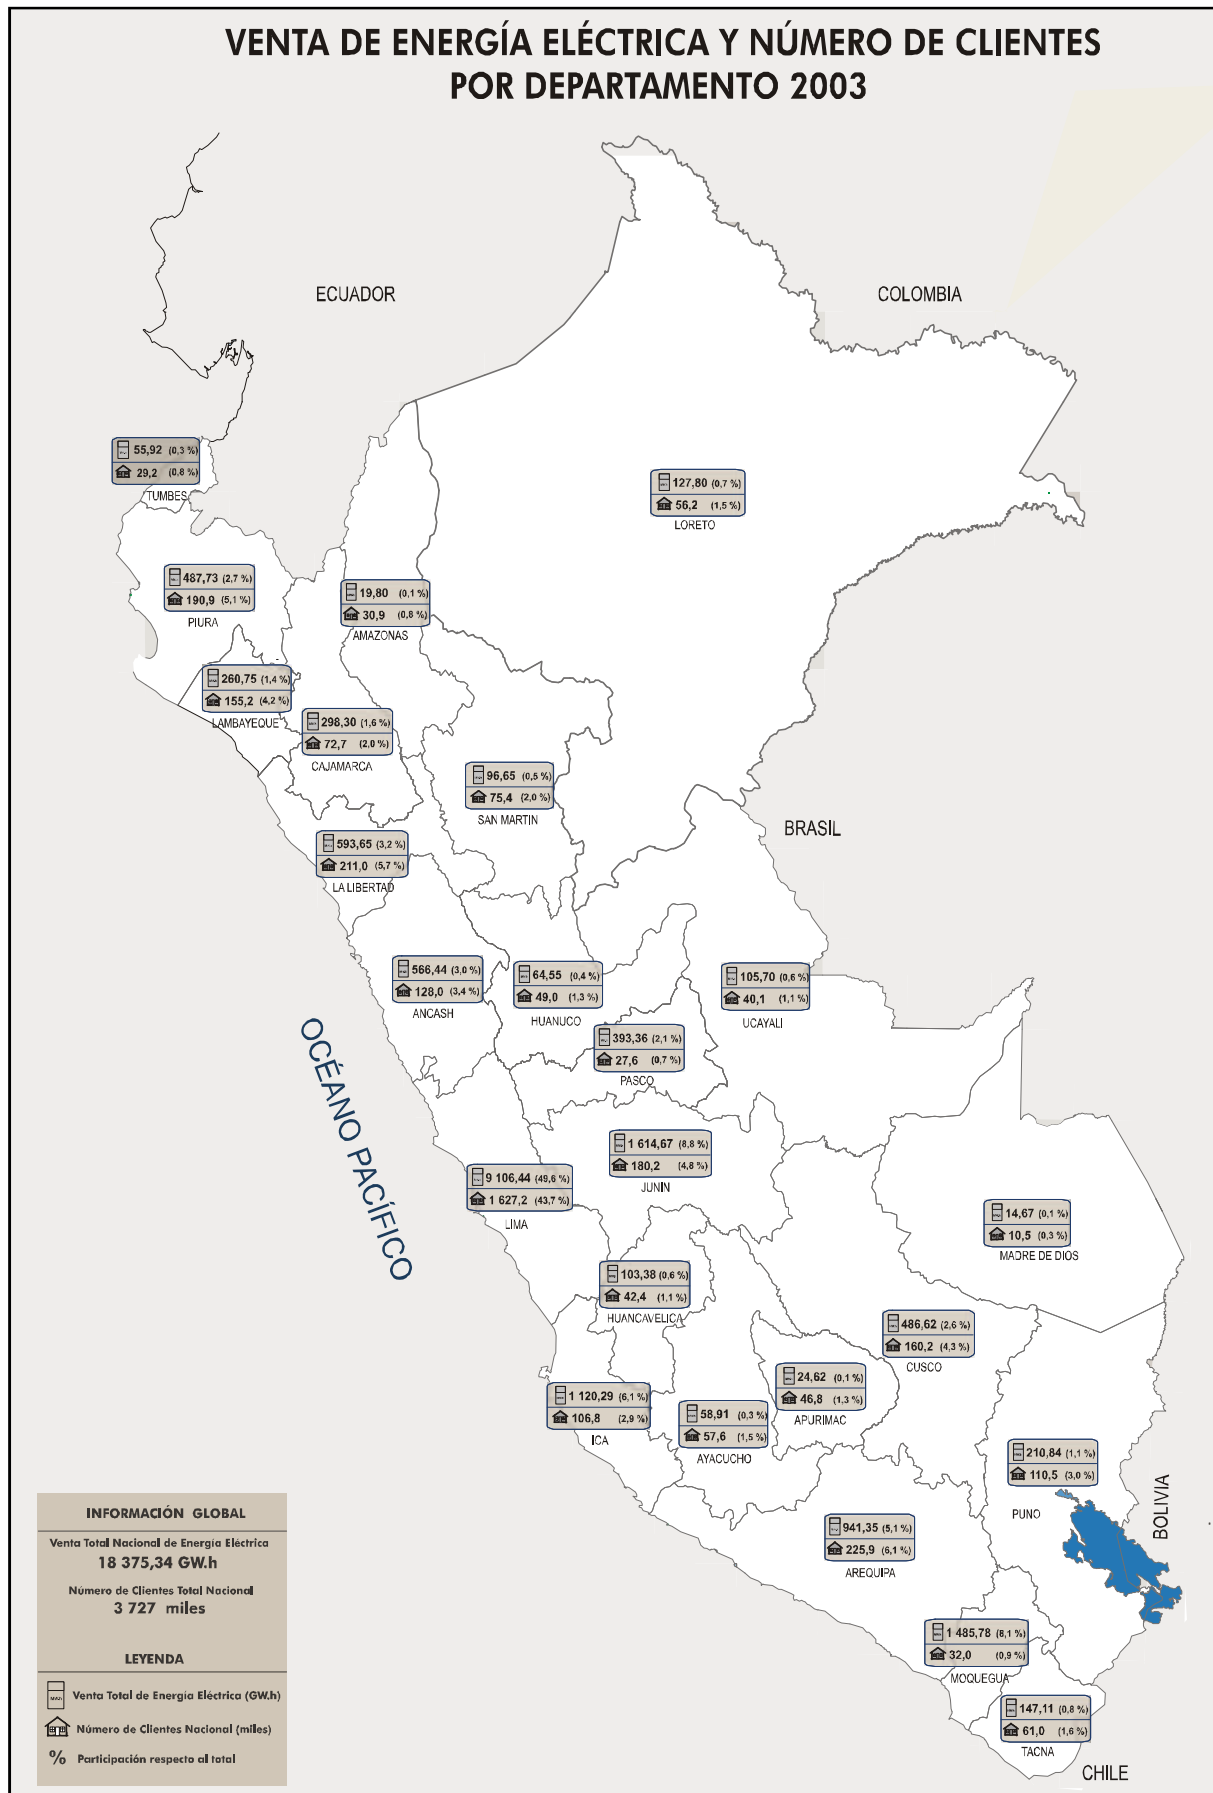 VENTA DE ENERGÍA ELÉCTRICA Y NÚMERO DE CLIENTES
POR DEPARTAMENTO 2003
ECUADOR
COLOMBIA
55,92 (0,3 %)
29,2 (0,8 %)
TUMBES
127,80 (0,7 %)
56,2 (1,5 %)
LORETO
487,73 (2,7 %)
190,9 (5,1 %)
PIURA
19,80 (0,1 %)
30,9 (0,8 %)
AMAZONAS
260,75 (1,4 %)
155,2 (4,2 %)
LAMBAYEQUE
298,30 (1,6 %)
72,7 (2,0 %)
CAJAMARCA
96,65 (0,5 %)
75,4 (2,0 %)
SAN MARTIN
BRASIL
593,65 (3,2 %)
211,0 (5,7 %)
LA LIBERTAD
566,44 (3,0 %)
128,0 (3,4 %)
ANCASH
64,55 (0,4 %)
49,0 (1,3 %)
HUANUCO
105,70 (0,6 %)
40,1 (1,1 %)
UCAYALI
393,36 (2,1 %)
27,6 (0,7 %)
PASCO
OCÉANO PACÍFICO
1 614,67 (8,8 %)
180,2 (4,8 %)
JUNIN
9 106,44 (49,6 %)
1 627,2 (43,7 %)
LIMA
14,67 (0,1 %)
10,5 (0,3 %)
MADRE DE DIOS
103,38 (0,6 %)
42,4 (1,1 %)
HUANCAVELICA
486,62 (2,6 %)
160,2 (4,3 %)
CUSCO
24,62 (0,1 %)
46,8 (1,3 %)
APURIMAC
1 120,29 (6,1 %)
106,8 (2,9 %)
ICA
58,91 (0,3 %)
57,6 (1,5 %)
AYACUCHO
210,84 (1,1 %)
110,5 (3,0 %)
PUNO
BOLIVIA
941,35 (5,1 %)
225,9 (6,1 %)
AREQUIPA
1 485,78 (8,1 %)
32,0 (0,9 %)
MOQUEGUA
147,11 (0,8 %)
61,0 (1,6 %)
TACNA
CHILE
INFORMACIÓN GLOBAL
Venta Total Nacional de Energía Eléctrica
18 375,34 GW.h
Número de Clientes Total Nacional
3 727 miles
LEYENDA
Venta Total de Energía Eléctrica (GW.h)
Número de Clientes Nacional (miles)
% Participación respecto al total